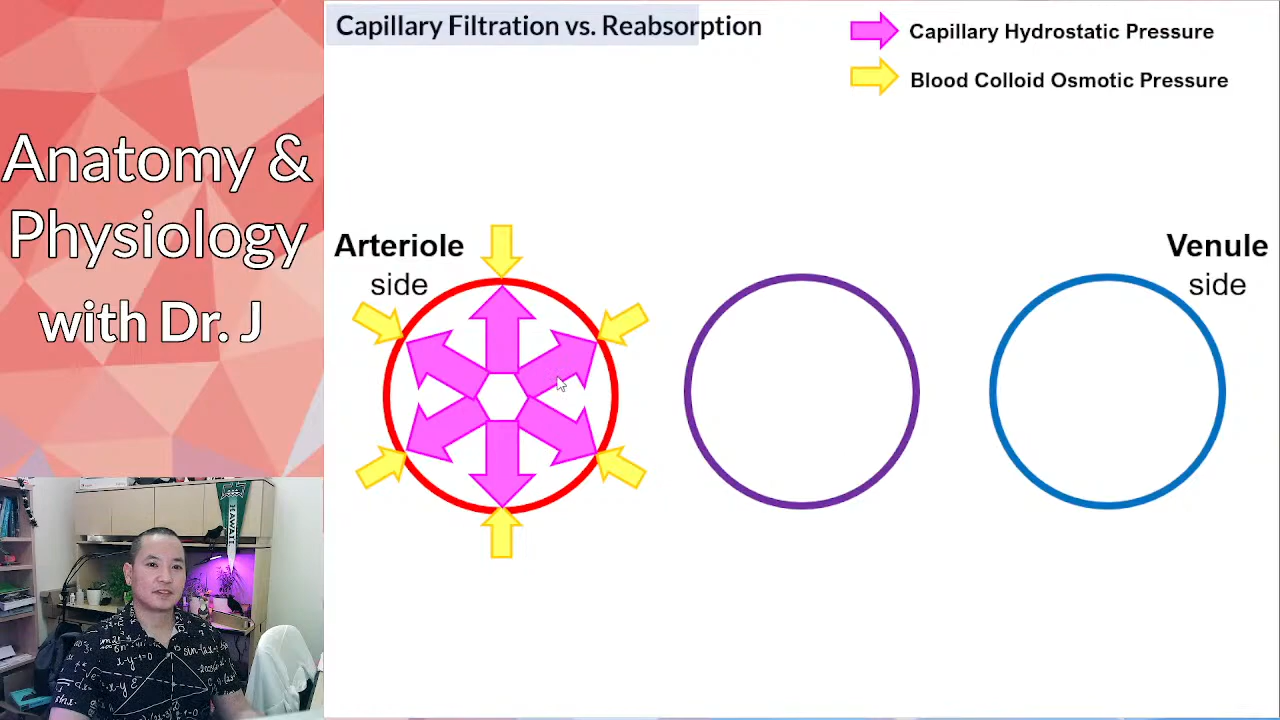 Capillary Filtration vs. Reabsorption
Capillary Hydrostatic Pressure
Blood Colloid Osmotic Pressure
Anatomy &
Physiology
with Dr. J
Arteriole
side
Venule
side
HAWAI'I